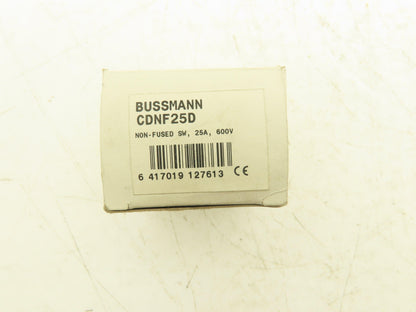 BUSSMANN
CDNF25D
NON-FUSED SW, 25A, 600V
6 417019 127613 CE